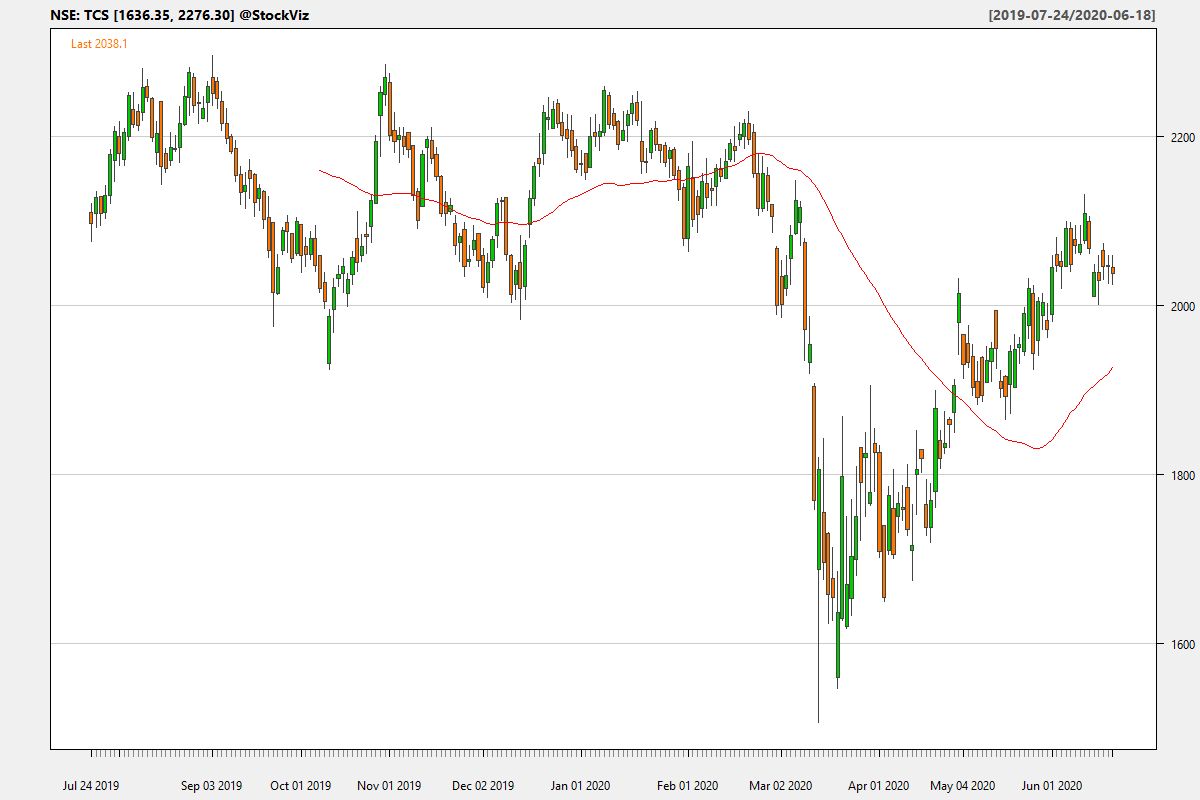 NSE: TCS [1636.35, 2276.30] @StockViz
[2019-07-24/2020-06-18]
Last 2038.1
2200
2000
1800
1600
Jul 24 2019
Sep 03 2019
Oct 01 2019
Nov 01 2019
Dec 02 2019
Jan 01 2020
Feb 01 2020
Mar 02 2020
Apr 01 2020
May 04 2020
Jun 01 2020